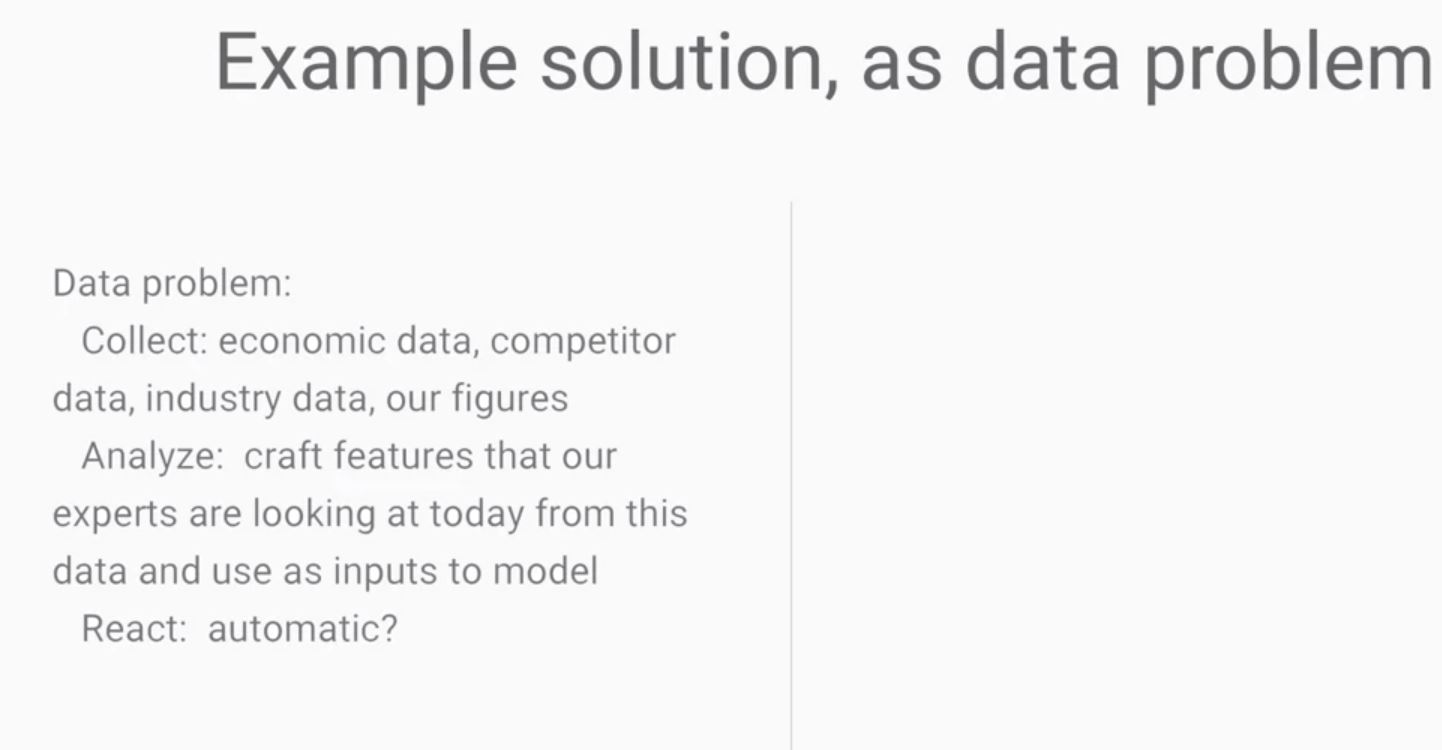 Example solution, as data problem
Data problem:
Collect: economic data, competitor
data, industry data, our figures
Analyze:  craft features that our
experts are looking at today from this
data and use as inputs to model
React:  automatic?